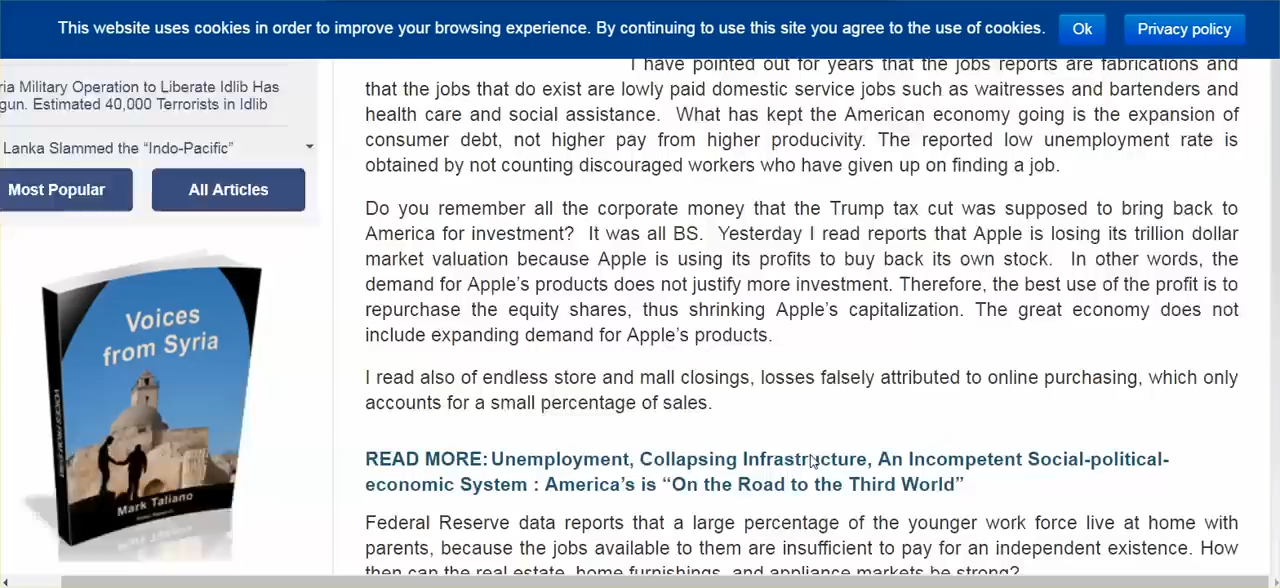 This website uses cookies in order to improve your browsing experience. By continuing to use this site you agree to the use of cookies.
Ok
Privacy policy
ria Military Operation to Liberate Idlib Has
gun. Estimated 40,000 Terrorists in Idlib
Lanka Slammed the “Indo-Pacific”
Most Popular
All Articles
Voices
from Syria
Mark Taliano
I have pointed out for years that the jobs reports are fabrications and
that the jobs that do exist are lowly paid domestic service jobs such as waitresses and bartenders and
health care and social assistance. What has kept the American economy going is the expansion of
consumer debt, not higher pay from higher producivity. The reported low unemployment rate is
obtained by not counting discouraged workers who have given up on finding a job.
Do you remember all the corporate money that the Trump tax cut was supposed to bring back to
America for investment? It was all BS. Yesterday I read reports that Apple is losing its trillion dollar
market valuation because Apple is using its profits to buy back its own stock. In other words, the
demand for Apple’s products does not justify more investment. Therefore, the best use of the profit is to
repurchase the equity shares, thus shrinking Apple’s capitalization. The great economy does not
include expanding demand for Apple’s products.
I read also of endless store and mall closings, losses falsely attributed to online purchasing, which only
accounts for a small percentage of sales.
READ MORE: Unemployment, Collapsing Infrastructure, An Incompetent Social-political-
economic System : America’s is “On the Road to the Third World”
Federal Reserve data reports that a large percentage of the younger work force live at home with
parents, because the jobs available to them are insufficient to pay for an independent existence. How
then can the real estate, home furnishings, and appliance markets be strong?